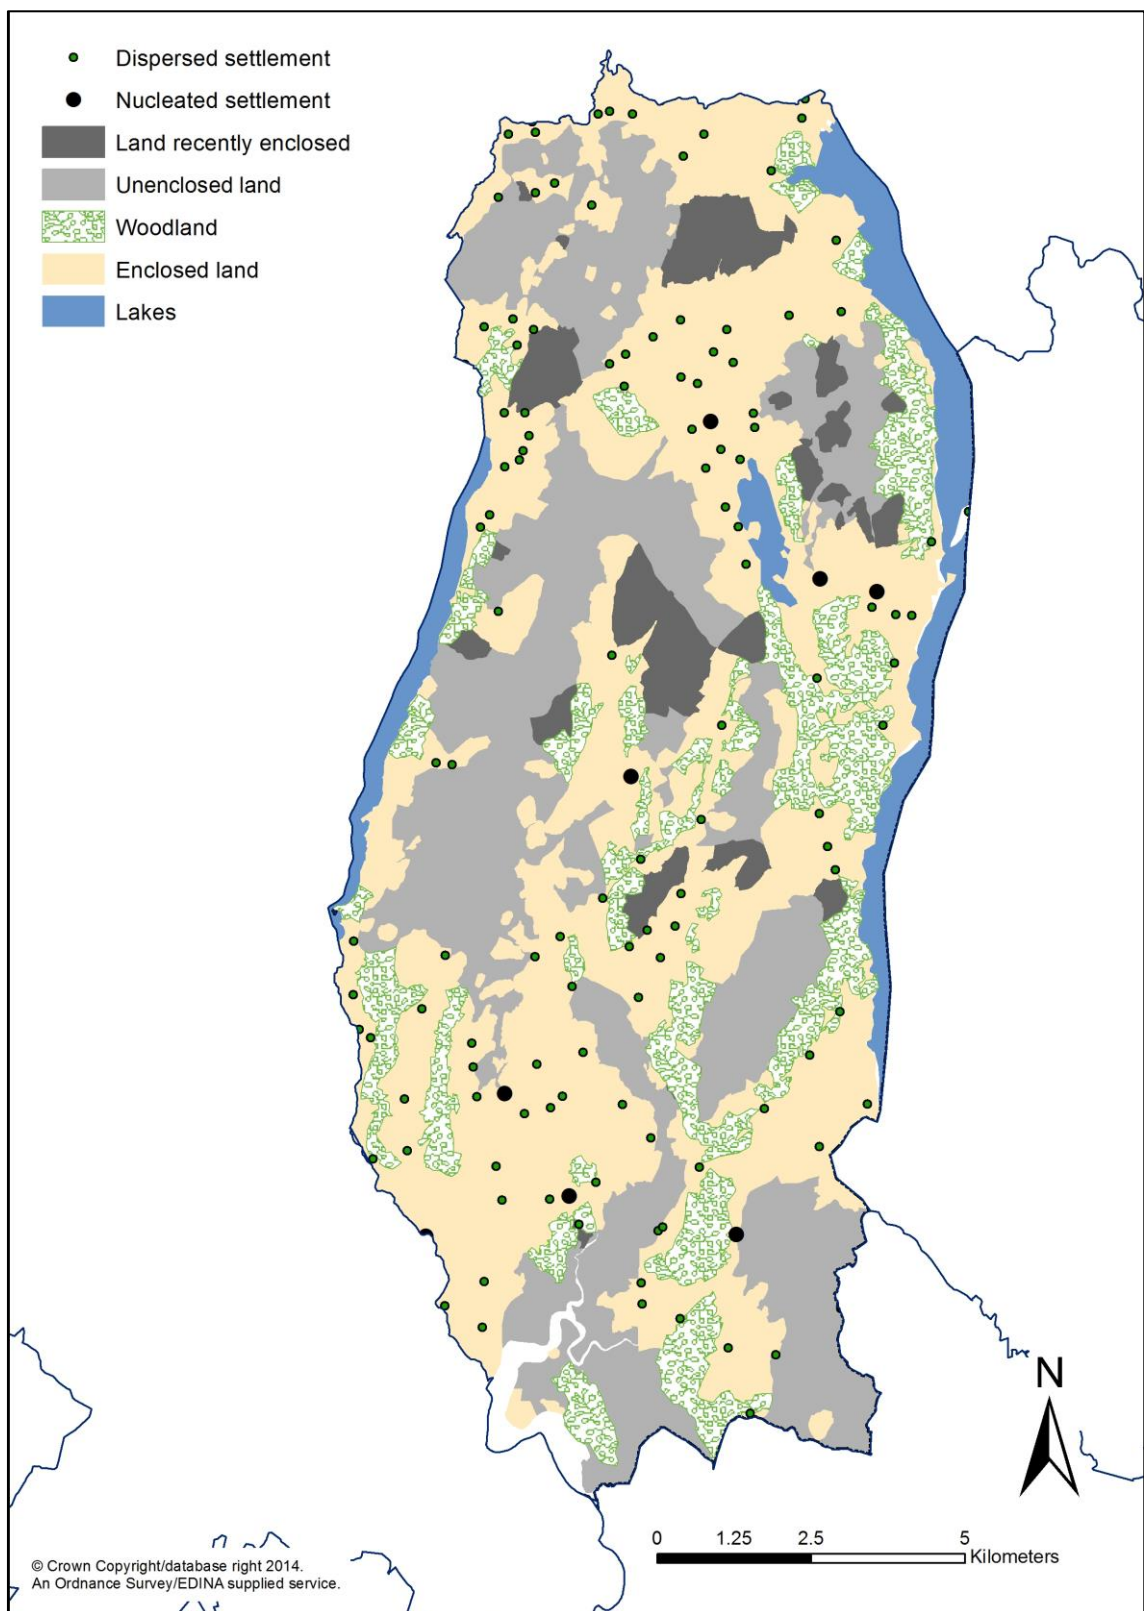 Dispersed settlement
Nucleated settlement
Land recently enclosed
Unenclosed land
Woodland
Enclosed land
Lakes
N
0 1.25 2.5 5
Kilometers
© Crown Copyright/database right 2014.
An Ordnance Survey/EDINA supplied service.